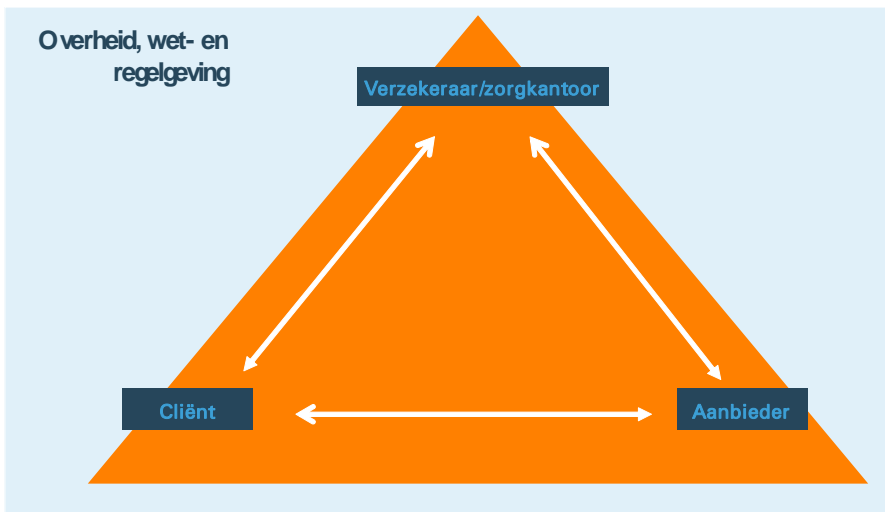 Overheid, wet- en
regelgeving
Verzekeraar/zorgkantoor
Cliënt
Aanbieder